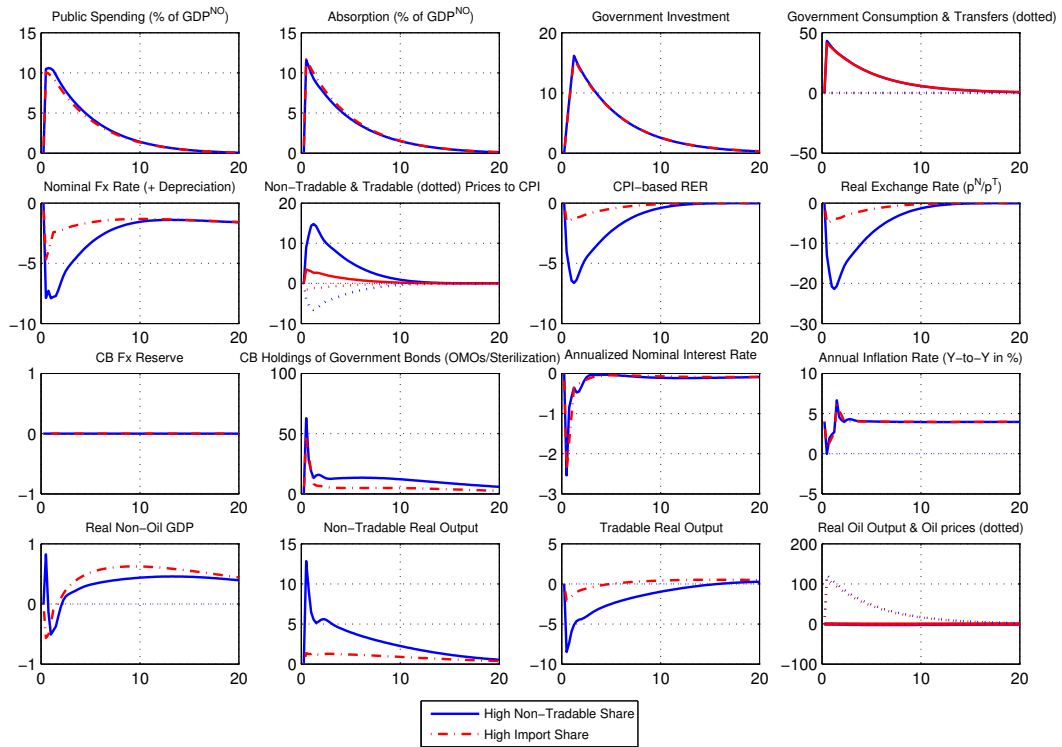 Public Spending (% of GDP^NO)
Absorption (% of GDP^NO)
Government Investment
Government Consumption & Transfers (dotted)
15
10
5
0
0 10 20
15
10
5
0
0 10 20
20
10
0
0 10 20
50
0
−50
0 10 20
Nominal Fx Rate (+ Depreciation)
Non−Tradable & Tradable (dotted) Prices to CPI
CPI−based RER
Real Exchange Rate (p^N/p^T)
0
−5
−10
0 10 20
20
10
0
−10
0 10 20
0
−2
−4
−6
−8
−10
0 10 20
0
−10
−20
−30
0 10 20
CB Fx Reserve
CB Holdings of Government Bonds (OMOs/Sterilization)
Annualized Nominal Interest Rate
Annual Inflation Rate (Y−to−Y in %)
1
0
−1
0 10 20
100
50
0
0 10 20
0
−1
−2
−3
0 10 20
10
5
0
−5
0 10 20
Real Non−Oil GDP
Non−Tradable Real Output
Tradable Real Output
Real Oil Output & Oil prices (dotted)
1
0
−1
0 10 20
15
10
5
0
0 10 20
5
0
−5
−10
0 10 20
200
100
0
−100
0 10 20
High Non−Tradable Share
High Import Share